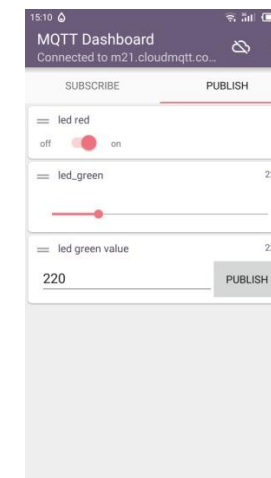 15:10
MQTT Dashboard
Connected to m21.cloudmqtt.co...
SUBSCRIBE PUBLISH
led red
off on
led_green
led green value
220 PUBLISH